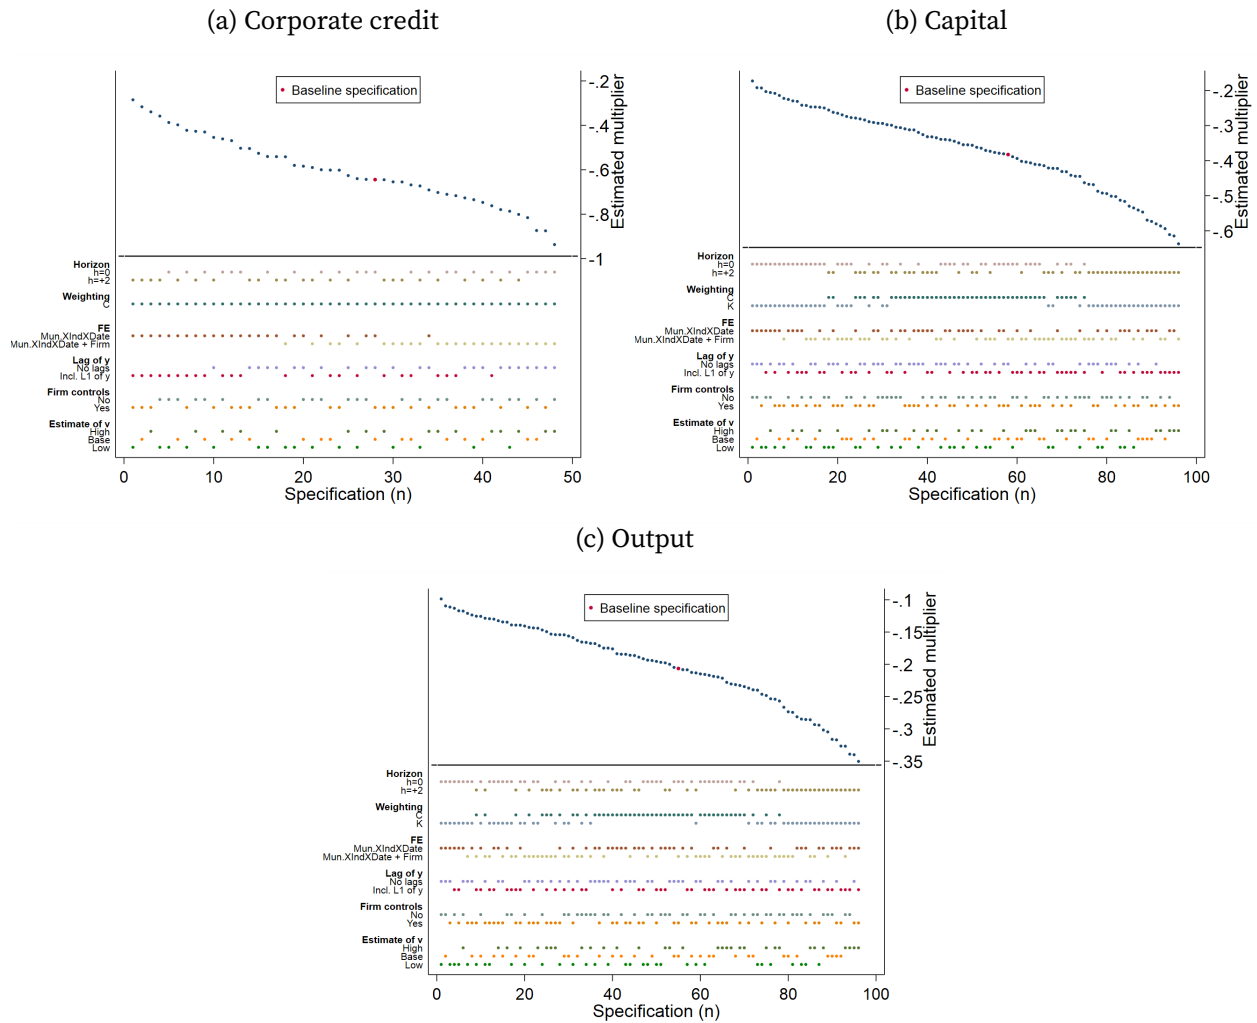 (a) Corporate credit
Baseline specification
-.2
-.4
-.6
-.8
-1
Estimated multiplier
Horizon
h=0
h=+2
Weighting
C
FE
Mun.XIndXDate
Mun.XIndXDate + Firm
Lag of y
No lags
Incl. L1 of y
Firm controls
No
Yes
Estimate of v
High
Base
Low
0 10 20 30 40 50
Specification (n)
(b) Capital
Baseline specification
-.2
-.3
-.4
-.5
-.6
Estimated multiplier
Horizon
h=0
h=+2
Weighting
C
K
FE
Mun.XIndXDate
Mun.XIndXDate + Firm
Lag of y
No lags
Incl. L1 of y
Firm controls
No
Yes
Estimate of v
High
Base
Low
0 20 40 60 80 100
Specification (n)
(c) Output
Baseline specification
-.1
-.15
-.2
-.25
-.3
-.35
Estimated multiplier
Horizon
h=0
h=+2
Weighting
C
K
FE
Mun.XIndXDate
Mun.XIndXDate + Firm
Lag of y
No lags
Incl. L1 of y
Firm controls
No
Yes
Estimate of v
High
Base
Low
0 20 40 60 80 100
Specification (n)